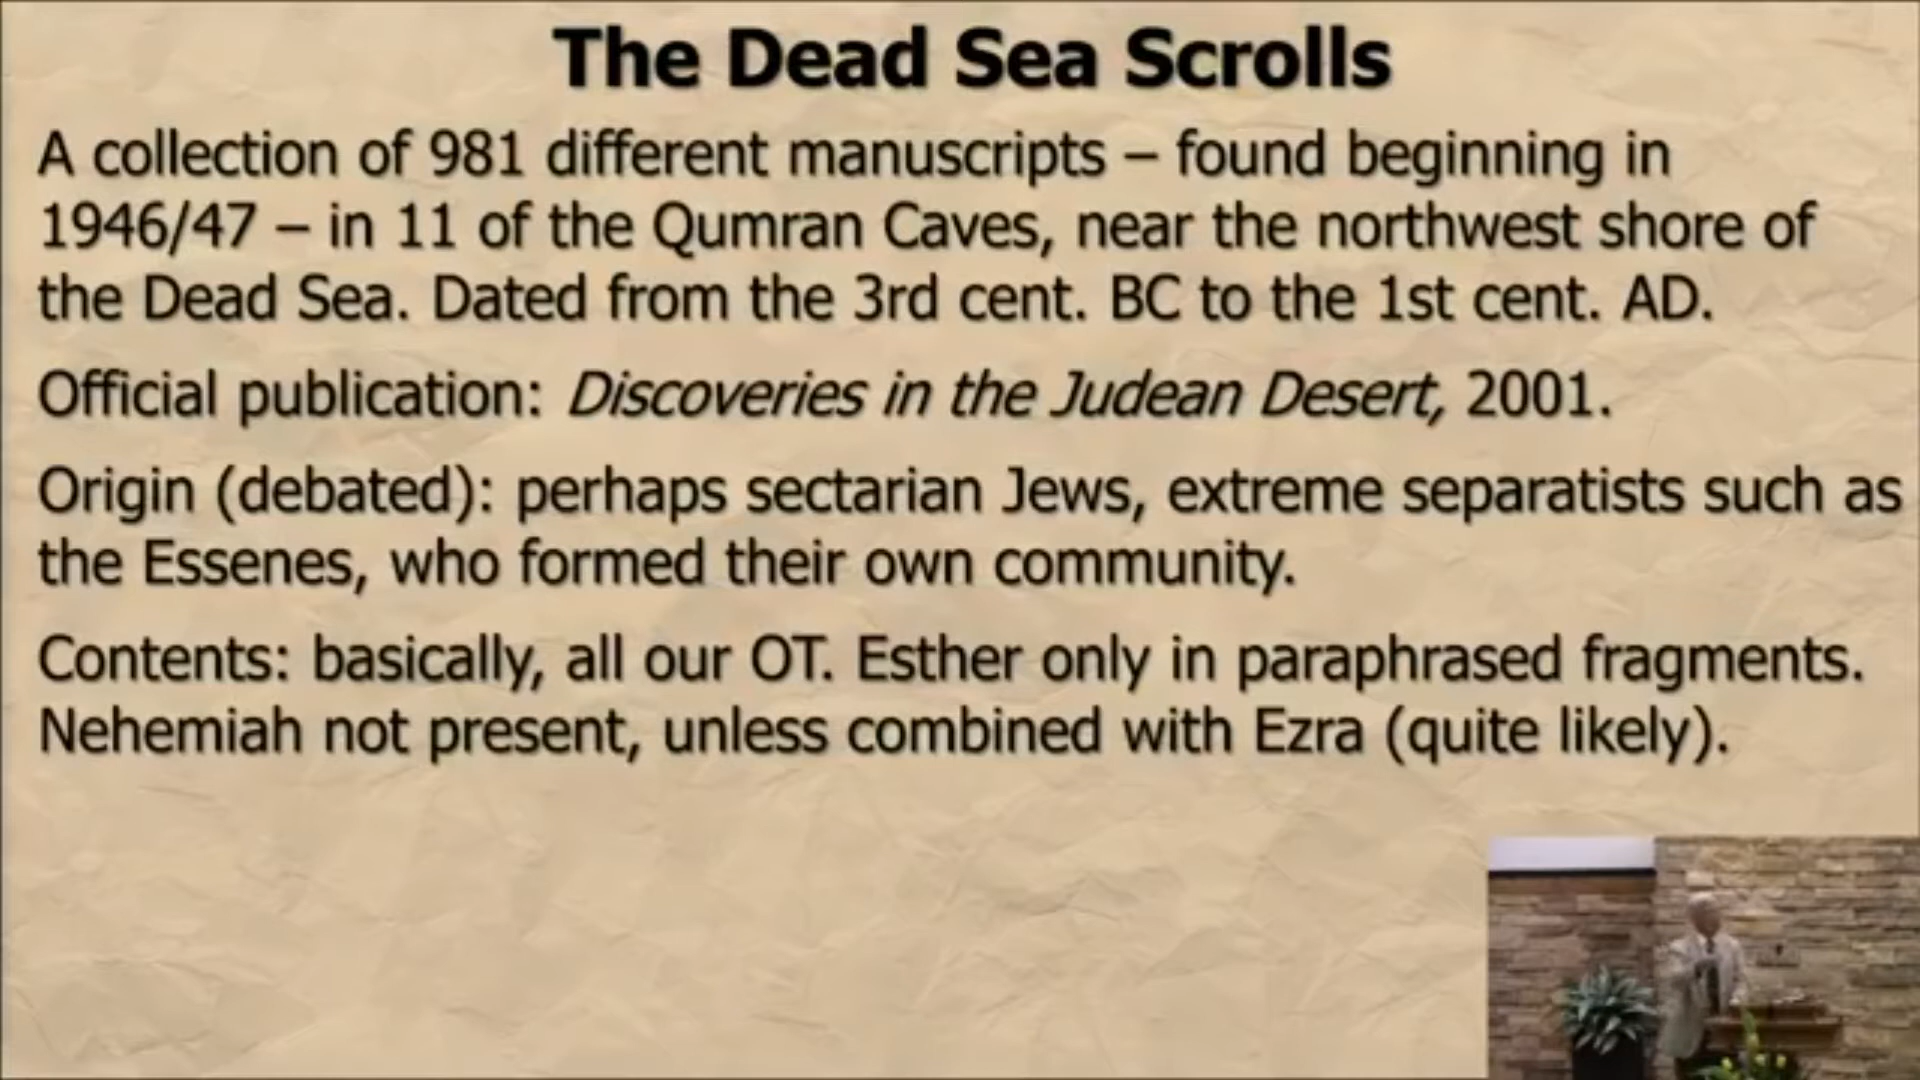 The Dead Sea Scrolls
A collection of 981 different manuscripts – found beginning in
1946/47 – in 11 of the Qumran Caves, near the northwest shore of
the Dead Sea. Dated from the 3rd cent. BC to the 1st cent. AD.
Official publication: Discoveries in the Judean Desert, 2001.
Origin (debated): perhaps sectarian Jews, extreme separatists such as
the Essenes, who formed their own community.
Contents: basically, all our OT. Esther only in paraphrased fragments.
Nehemiah not present, unless combined with Ezra (quite likely).